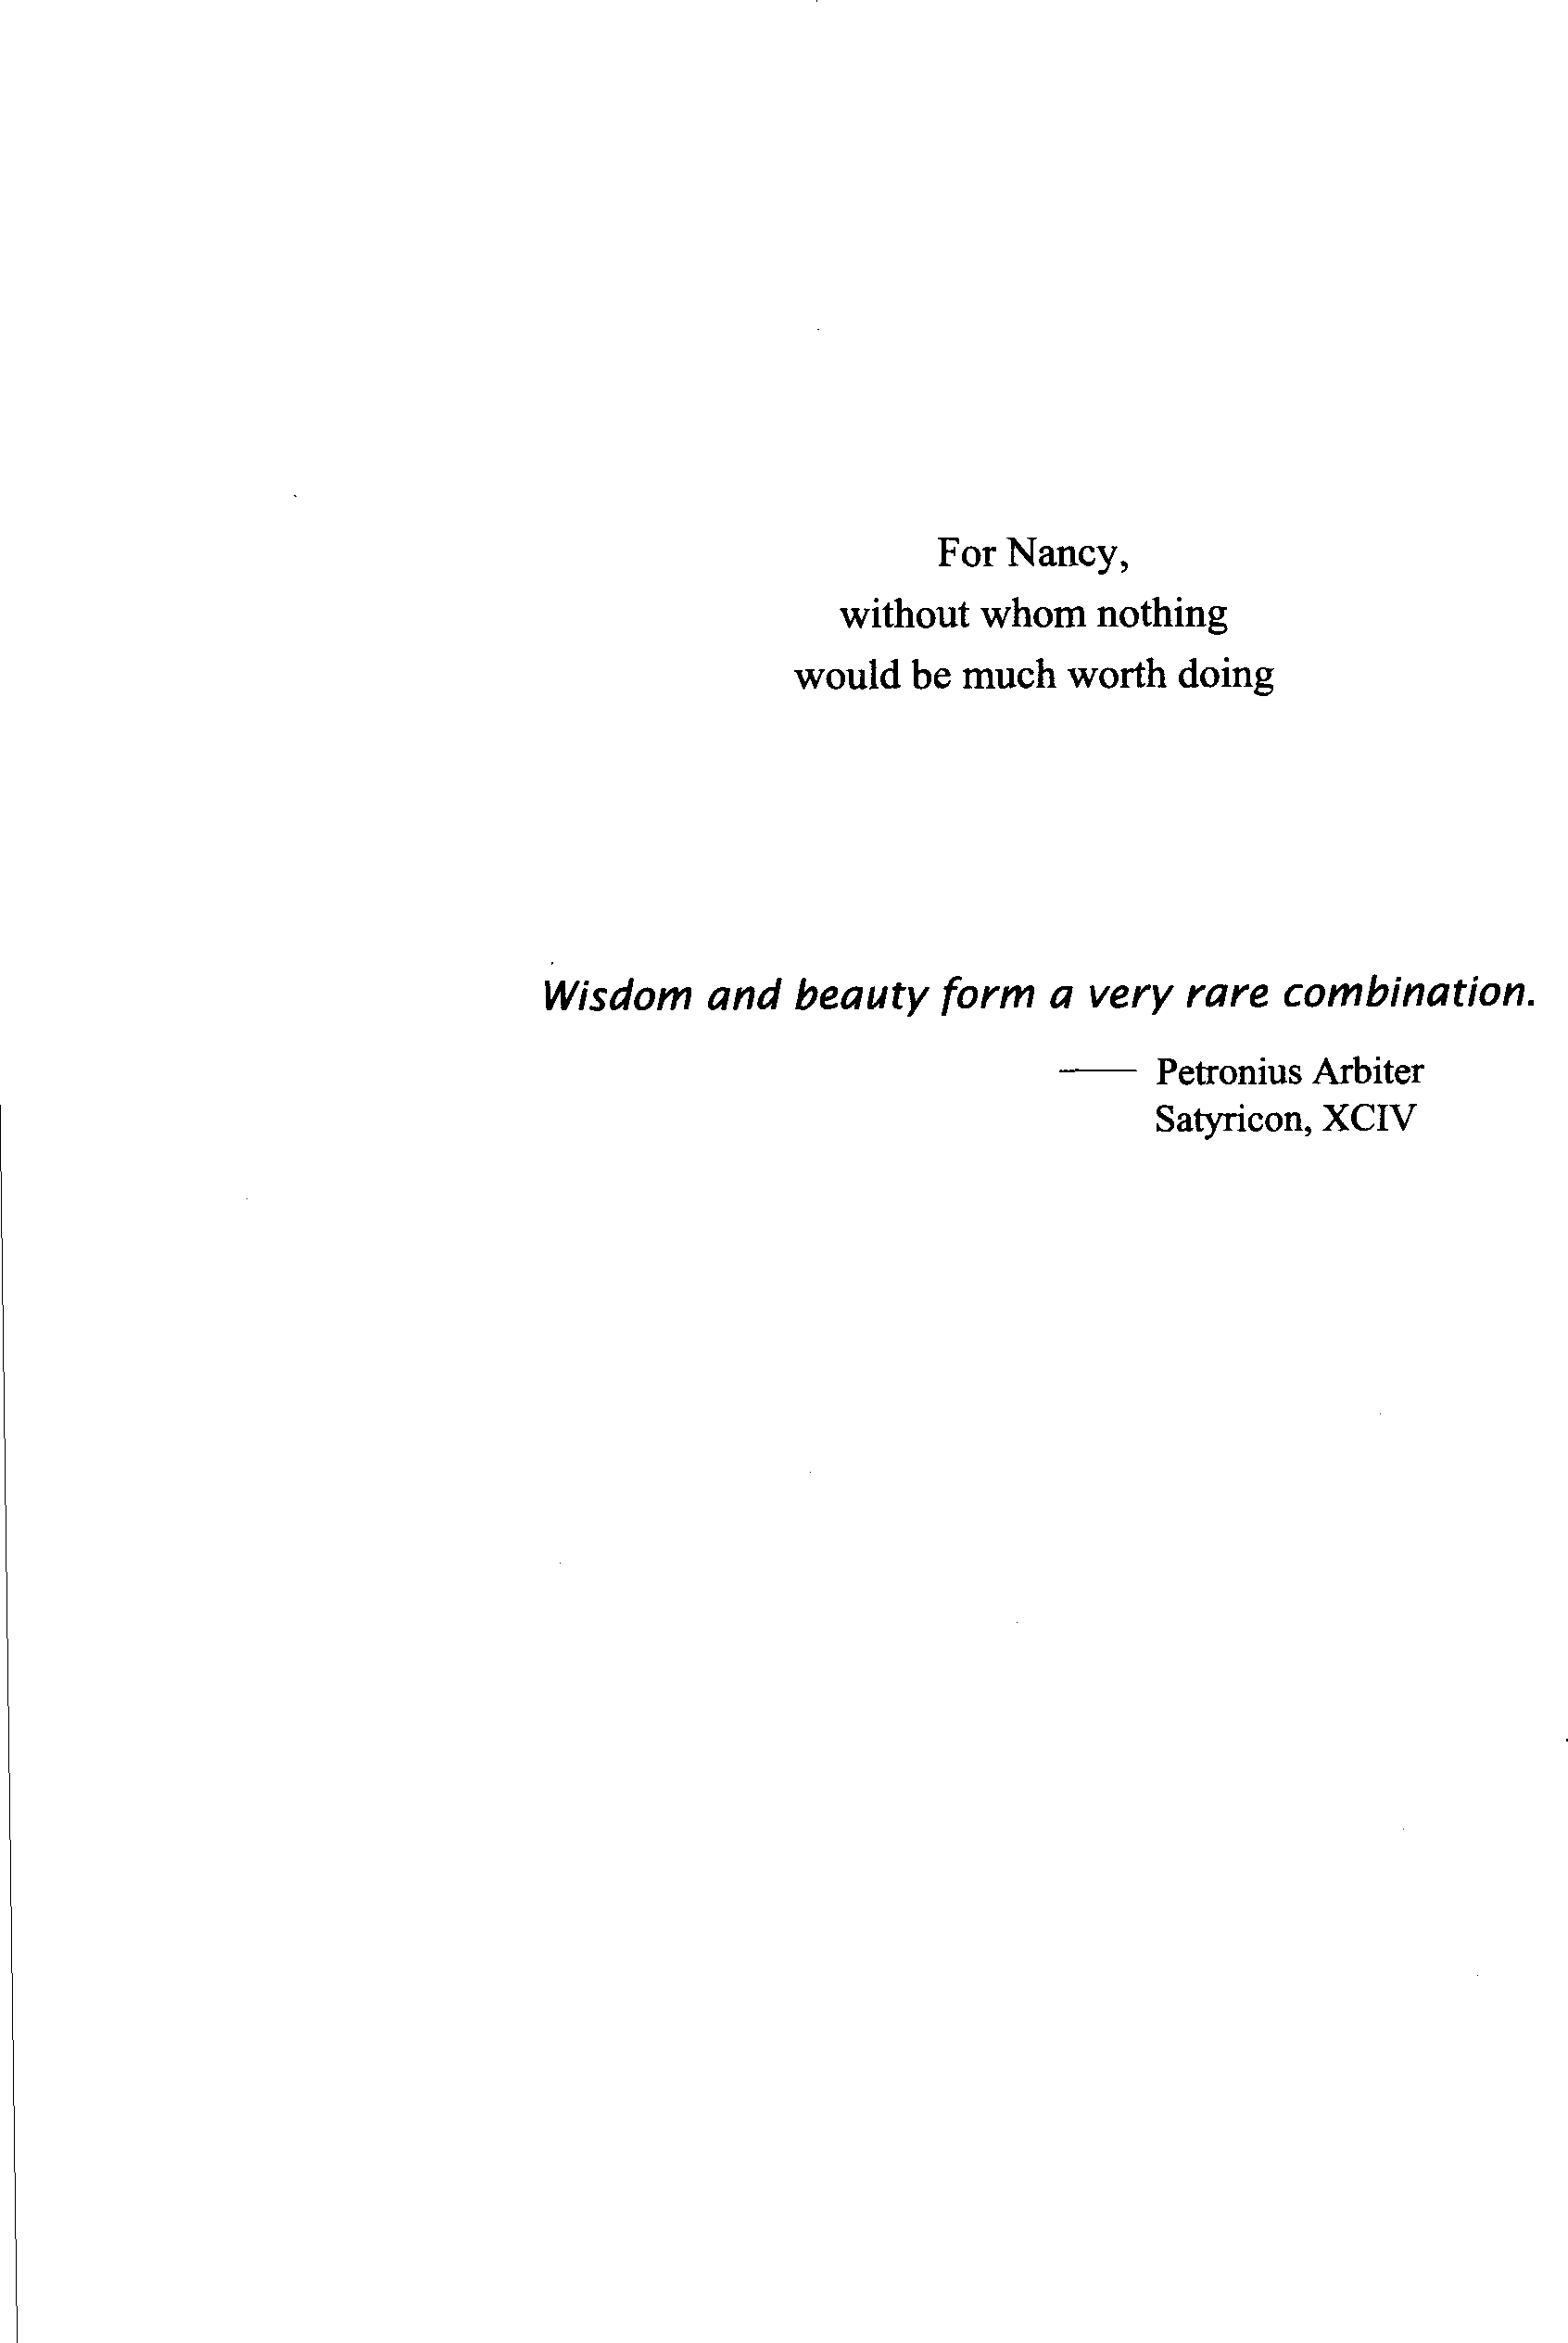 For Nancy,
without whom nothing
would be much worth doing
Wisdom and beauty form a very rare combination.
— Petronius Arbiter
Satyricon, XCIV